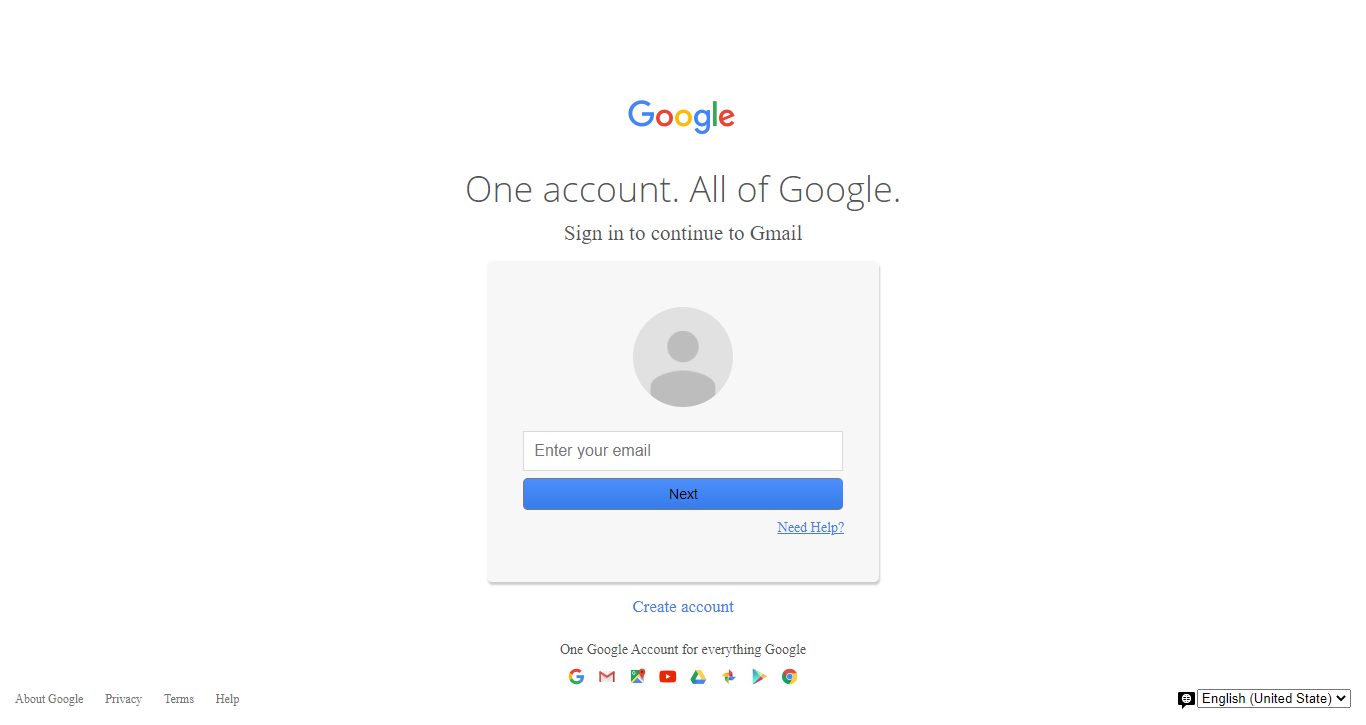 Google
One account. All of Google.
Sign in to continue to Gmail
Enter your email
Next
Need Help?
Create account
One Google Account for everything Google
About Google Privacy Terms Help
English (United State)